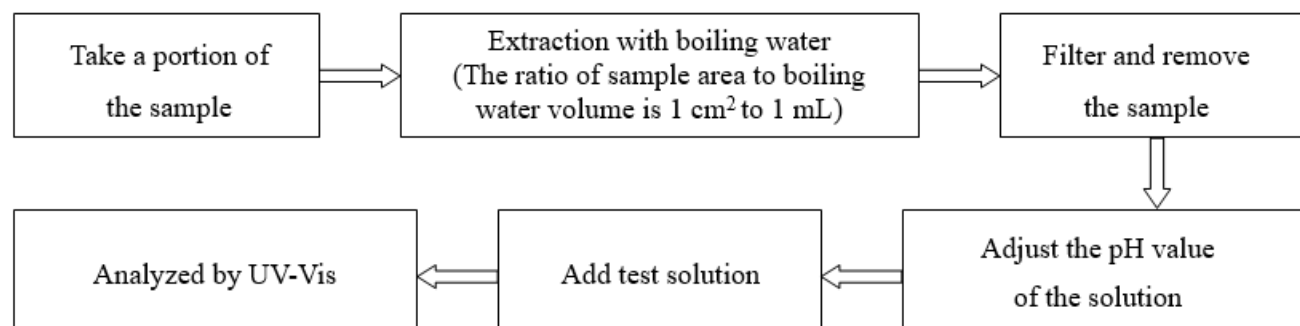 Take a portion of
the sample
Extraction with boiling water
(The ratio of sample area to boiling
water volume is 1 cm² to 1 mL)
Filter and remove
the sample
Adjust the pH value
of the solution
Add test solution
Analyzed by UV-Vis